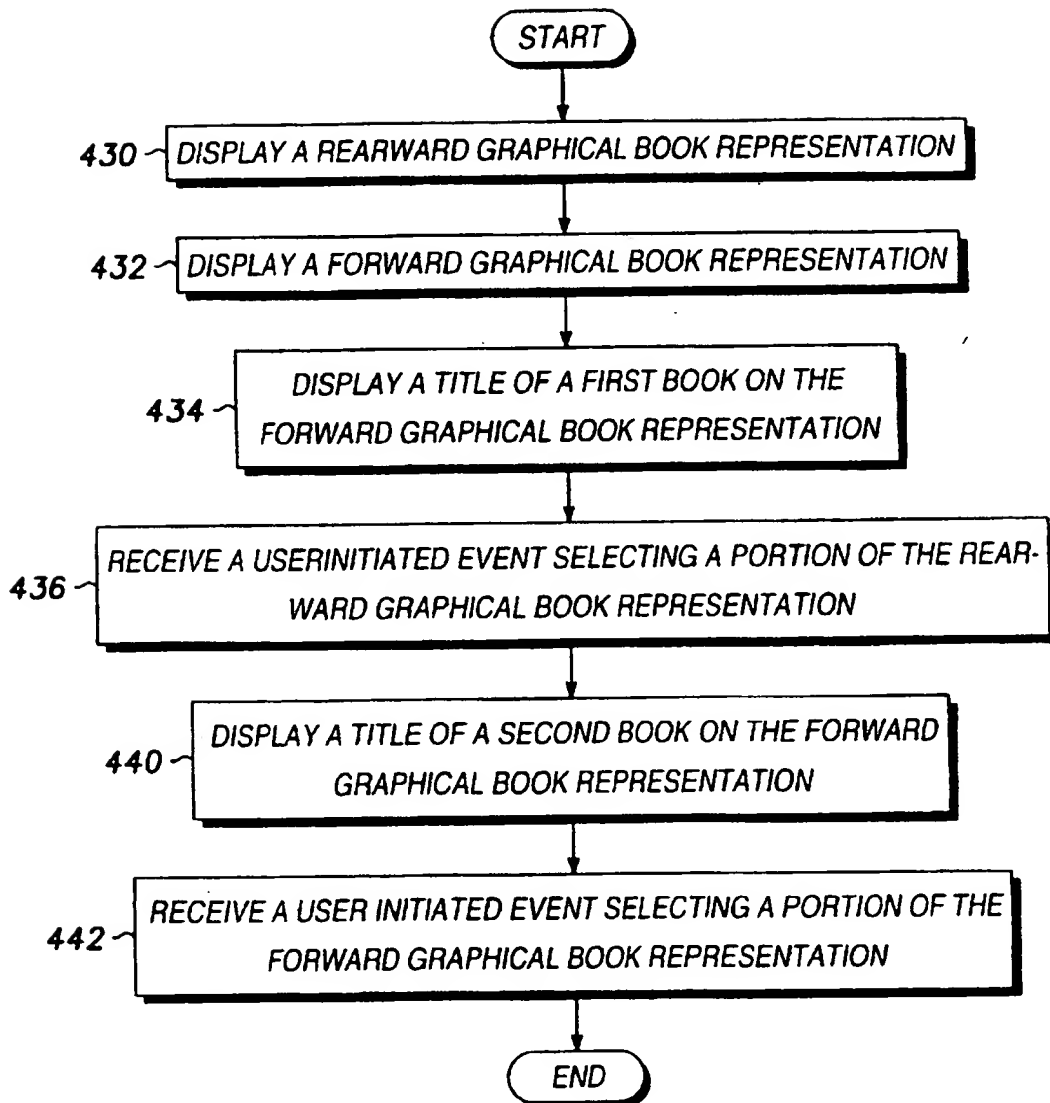 START
430 DISPLAY A REARWARD GRAPHICAL BOOK REPRESENTATION
432 DISPLAY A FORWARD GRAPHICAL BOOK REPRESENTATION
434 DISPLAY A TITLE OF A FIRST BOOK ON THE
FORWARD GRAPHICAL BOOK REPRESENTATION
436 RECEIVE A USERINITIATED EVENT SELECTING A PORTION OF THE REAR-
WARD GRAPHICAL BOOK REPRESENTATION
440 DISPLAY A TITLE OF A SECOND BOOK ON THE FORWARD
GRAPHICAL BOOK REPRESENTATION
442 RECEIVE A USER INITIATED EVENT SELECTING A PORTION OF THE
FORWARD GRAPHICAL BOOK REPRESENTATION
END